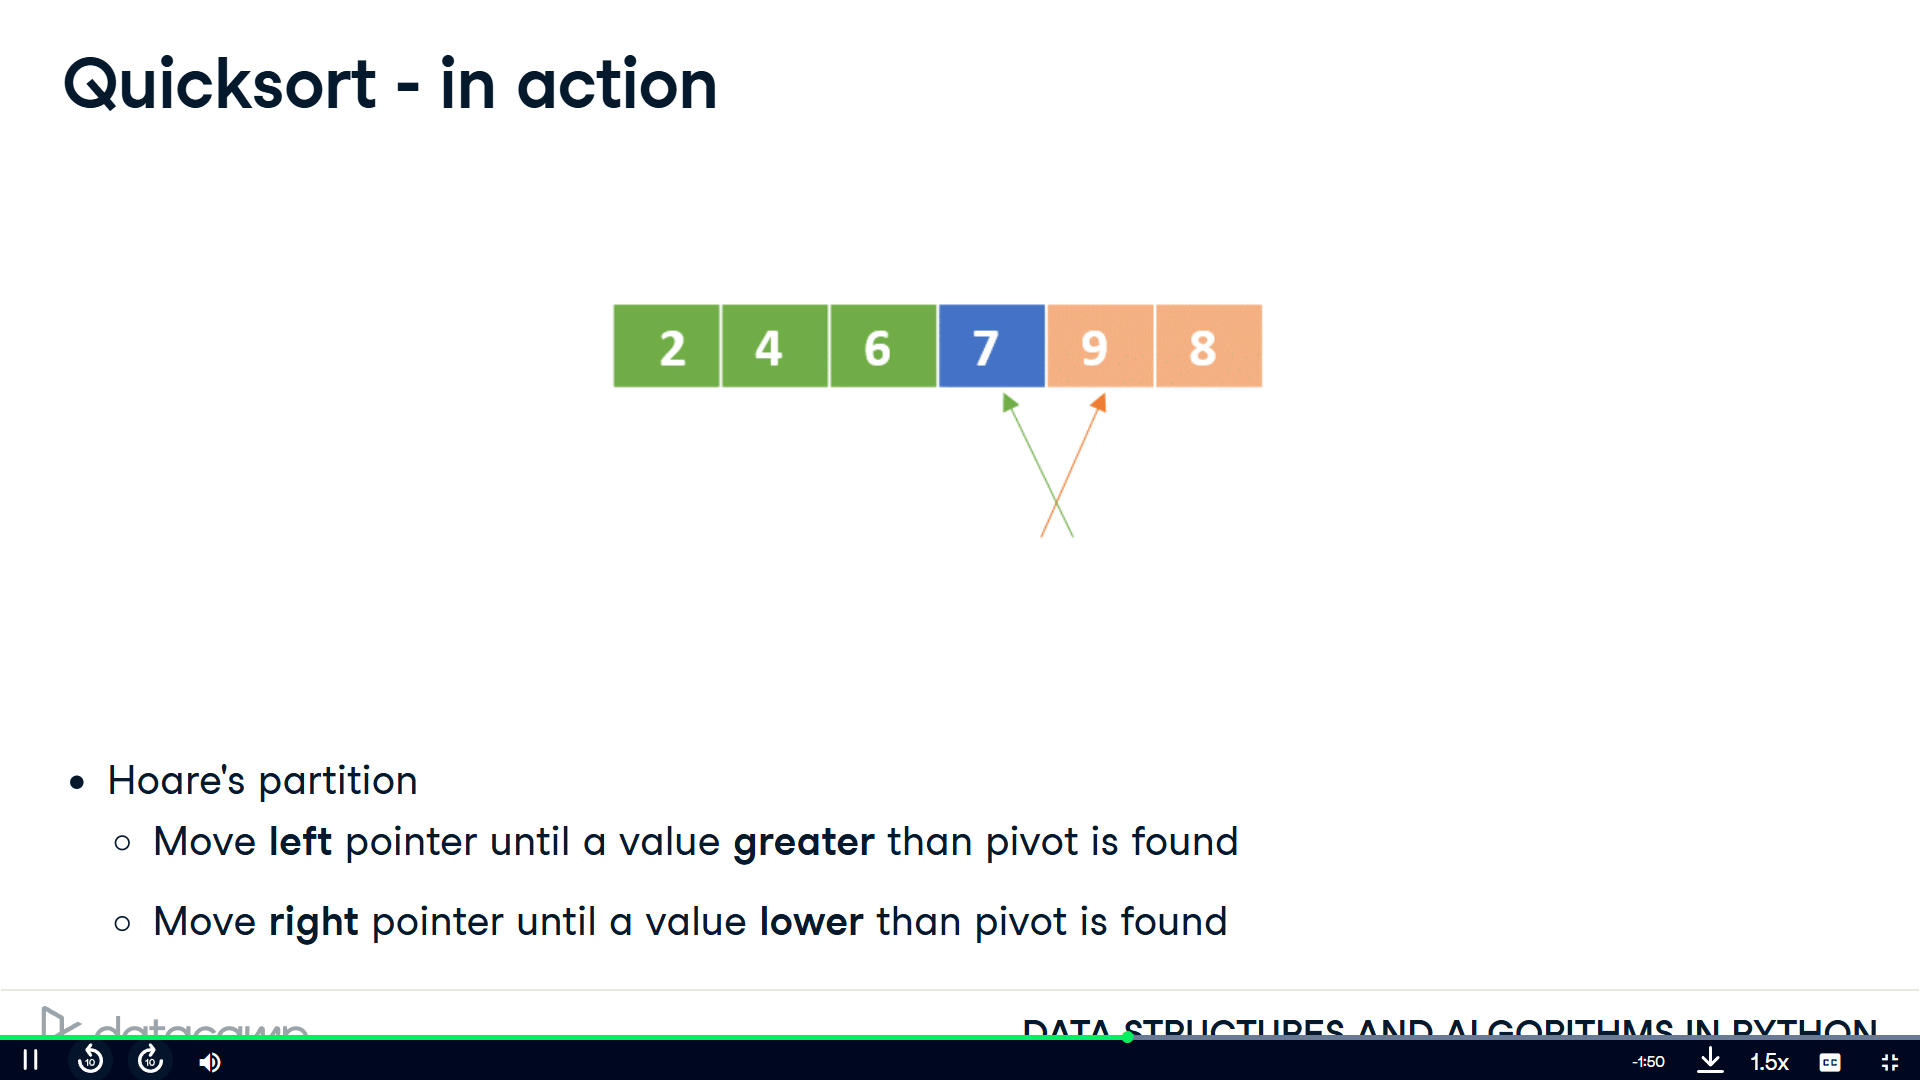 Quicksort - in action
2 4 6 7 9 8
• Hoare's partition
○ Move left pointer until a value greater than pivot is found
○ Move right pointer until a value lower than pivot is found
datacamp
DATA STRUCTURES AND ALGORITHMS IN PYTHON
10 10 -1:50 1.5x CC